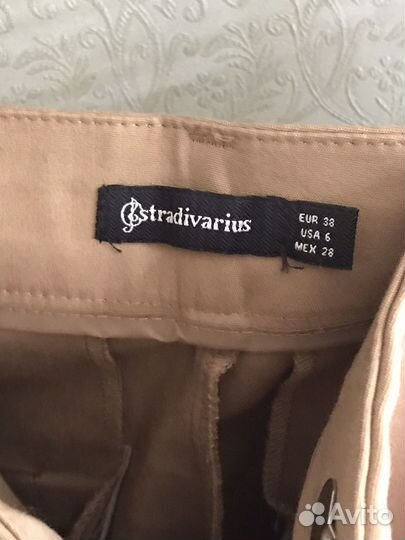 stradivarius
EUR 38
USA 6
MEX 28
Avito